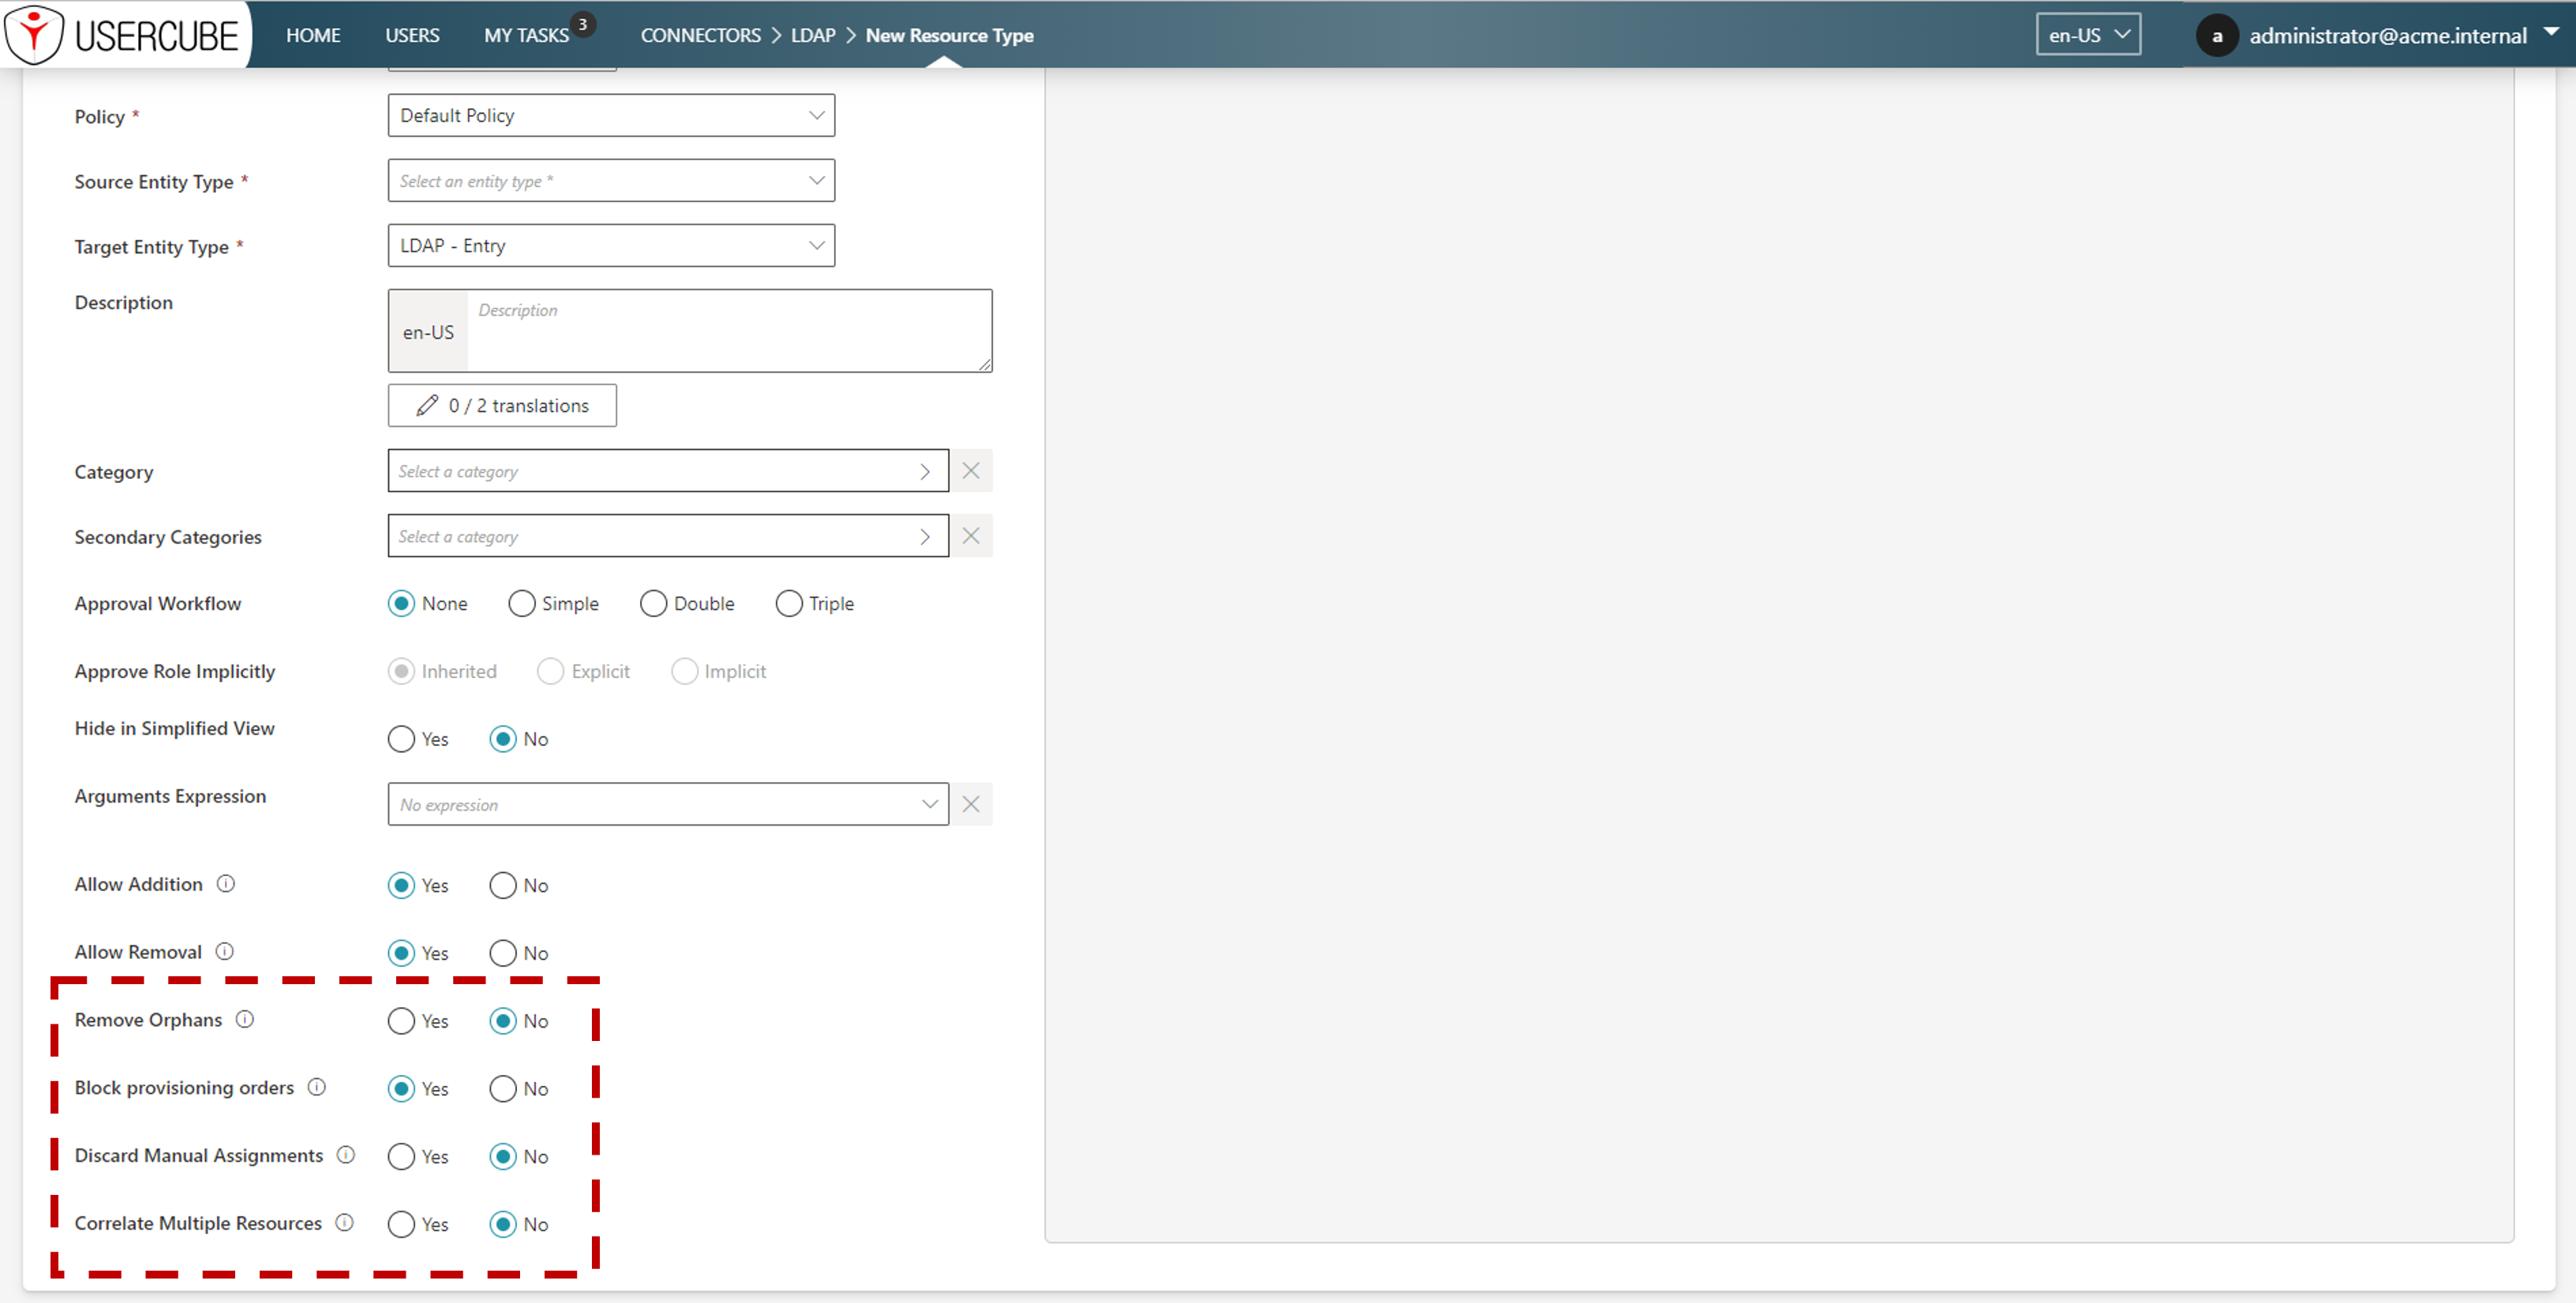 USERCUBE HOME USERS MY TASKS 3 CONNECTORS > LDAP > New Resource Type en-US a administrator@acme.internal
Policy * Default Policy
Source Entity Type * Select an entity type *
Target Entity Type * LDAP - Entry
Description en-US Description
0 / 2 translations
Category Select a category
Secondary Categories Select a category
Approval Workflow None Simple Double Triple
Approve Role Implicitly Inherited Explicit Implicit
Hide in Simplified View Yes No
Arguments Expression No expression
Allow Addition Yes No
Allow Removal Yes No
Remove Orphans Yes No
Block provisioning orders Yes No
Discard Manual Assignments Yes No
Correlate Multiple Resources Yes No